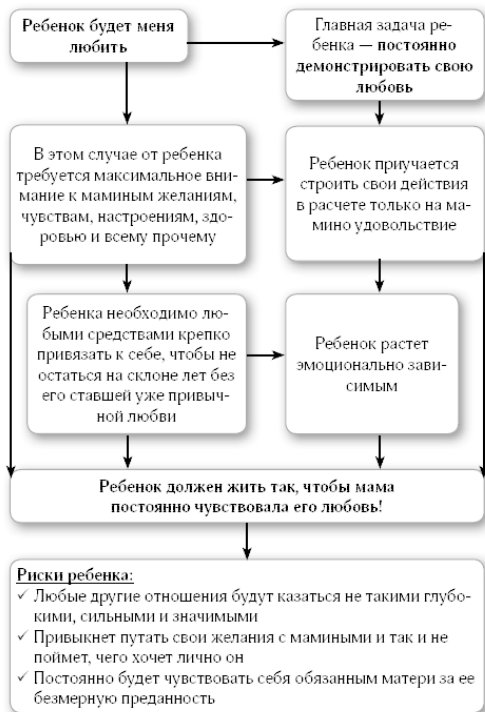 Ребенок будет меня
любить
Главная задача ре-
бенка — постоянно
демонстрировать свою
любовь
В этом случае от ребенка
требуется максимальное вни-
мание к маминым желаниям,
чувствам, настроениям, здо-
ровью и всему прочему
Ребенок приучается
строить свои действия
в расчете только на ма-
мино удовольствие
Ребенка необходимо лю-
быми средствами крепко
привязать к себе, чтобы не
остаться на склоне лет без
его ставшей уже привыч-
ной любви
Ребенок растет
эмоционально зави-
симым
Ребенок должен жить так, чтобы мама
постоянно чувствовала его любовь!
Риски ребенка:
✓ Любые другие отношения будут казаться не такими глубо-
кими, сильными и значимыми
✓ Привыкнет путать свои желания с мамиными и так и не
поймет, чего хочет лично он
✓ Постоянно будет чувствовать себя обязанным матери за ее
безмерную преданность